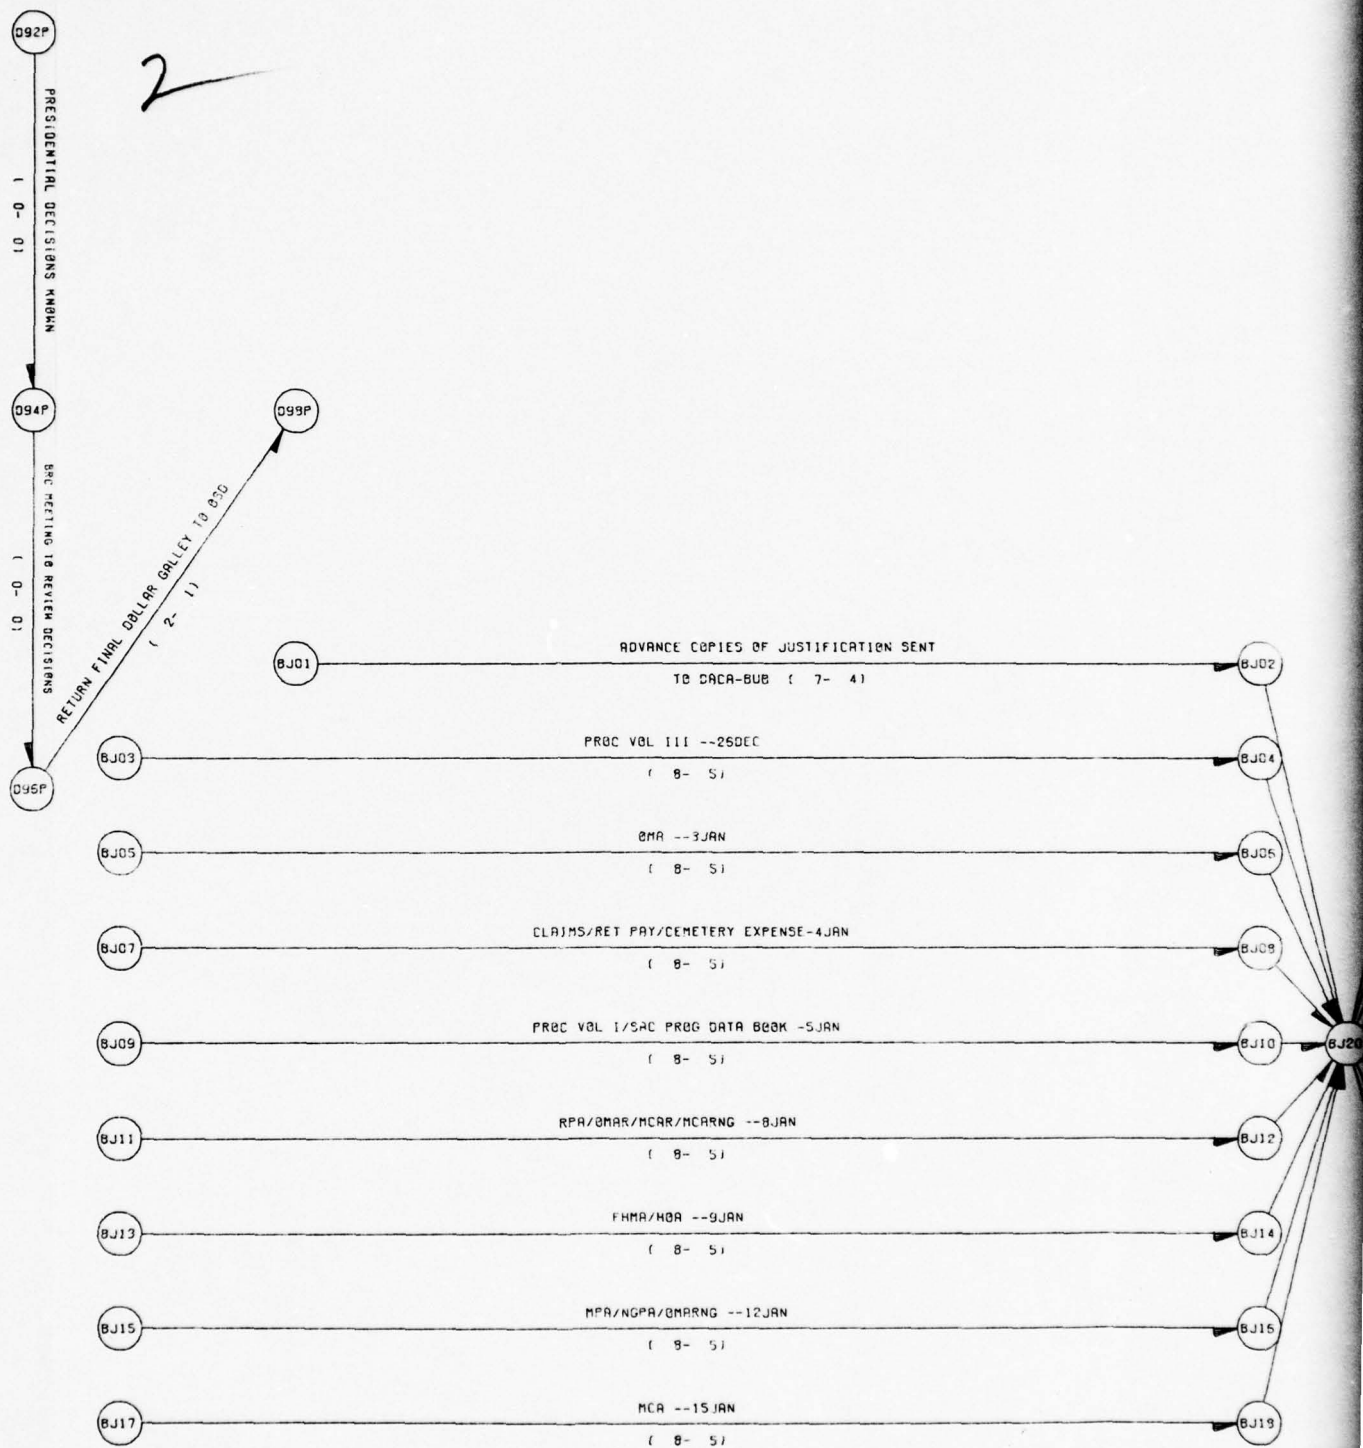 D92P
2
PRESIDENTIAL DECISIONS KNOWN
( 0- 0)
D94P
D99P
BRC MEETING TO REVIEW DECISIONS
( 0- 0)
RETURN FINAL DOLLAR GALLEY TO OSD
( 2- 1)
D96P
BJ01
ADVANCE COPIES OF JUSTIFICATION SENT
TO DACA-BUB ( 7- 4)
BJ02
BJ03
PROC VOL III --26DEC
( 8- 5)
BJ04
BJ05
OMA --3JAN
( 8- 5)
BJ06
BJ07
CLAIMS/RET PAY/CEMETERY EXPENSE-4JAN
( 8- 5)
BJ08
BJ09
PROC VOL I/SAC PROG DATA BOOK -5JAN
( 8- 5)
BJ10
BJ20
BJ11
RPA/OMAR/MCAR/MCARNG --8JAN
( 8- 5)
BJ12
BJ13
FHMA/HOA --9JAN
( 8- 5)
BJ14
BJ15
MPA/NGPA/OMARNG --12JAN
( 8- 5)
BJ16
BJ17
MCA --15JAN
( 8- 5)
BJ18